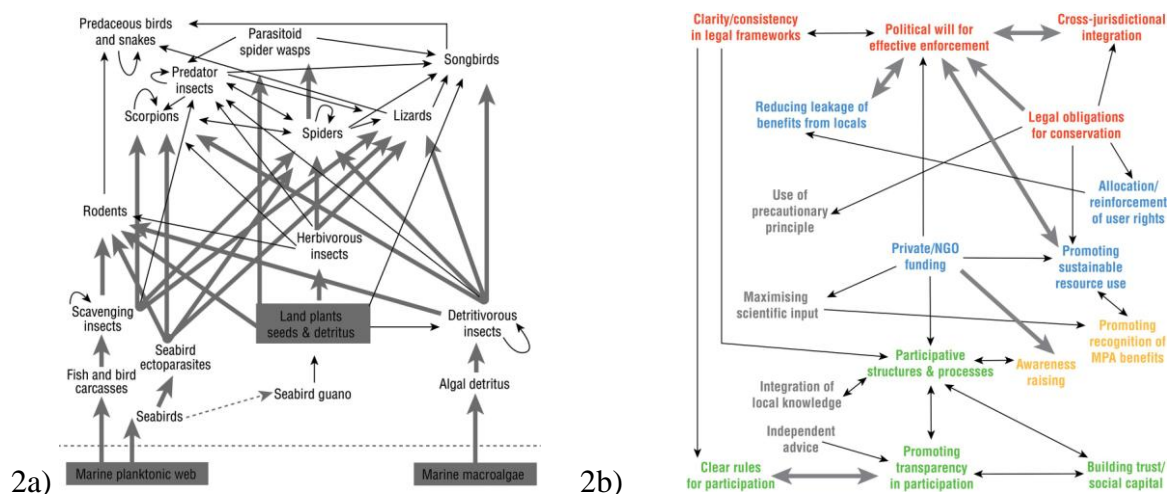 Predaceous birds
and snakes
Parasitoid
spider wasps
Songbirds
Predator
insects
Scorpions
Lizards
Spiders
Rodents
Herbivorous
insects
Scavenging
insects
Land plants
seeds & detritus
Detritivorous
insects
Seabird
ectoparasites
Fish and bird
carcasses
Algal detritus
Seabird guano
Seabirds
Marine planktonic web
Marine macroalgae
2a)
Clarity/consistency
in legal frameworks
Political will for
effective enforcement
Cross-jurisdictional
integration
Reducing leakage of
benefits from locals
Legal obligations
for conservation
Use of
precautionary
principle
Allocation/
reinforcement
of user rights
Private/NGO
funding
Promoting
sustainable
resource use
Maximising
scientific input
Promoting
recognition of
MPA benefits
Participative
structures & processes
Awareness
raising
Integration of
local knowledge
Independent
advice
Clear rules
for participation
Promoting
transparency
in participation
Building trust/
social capital
2b)